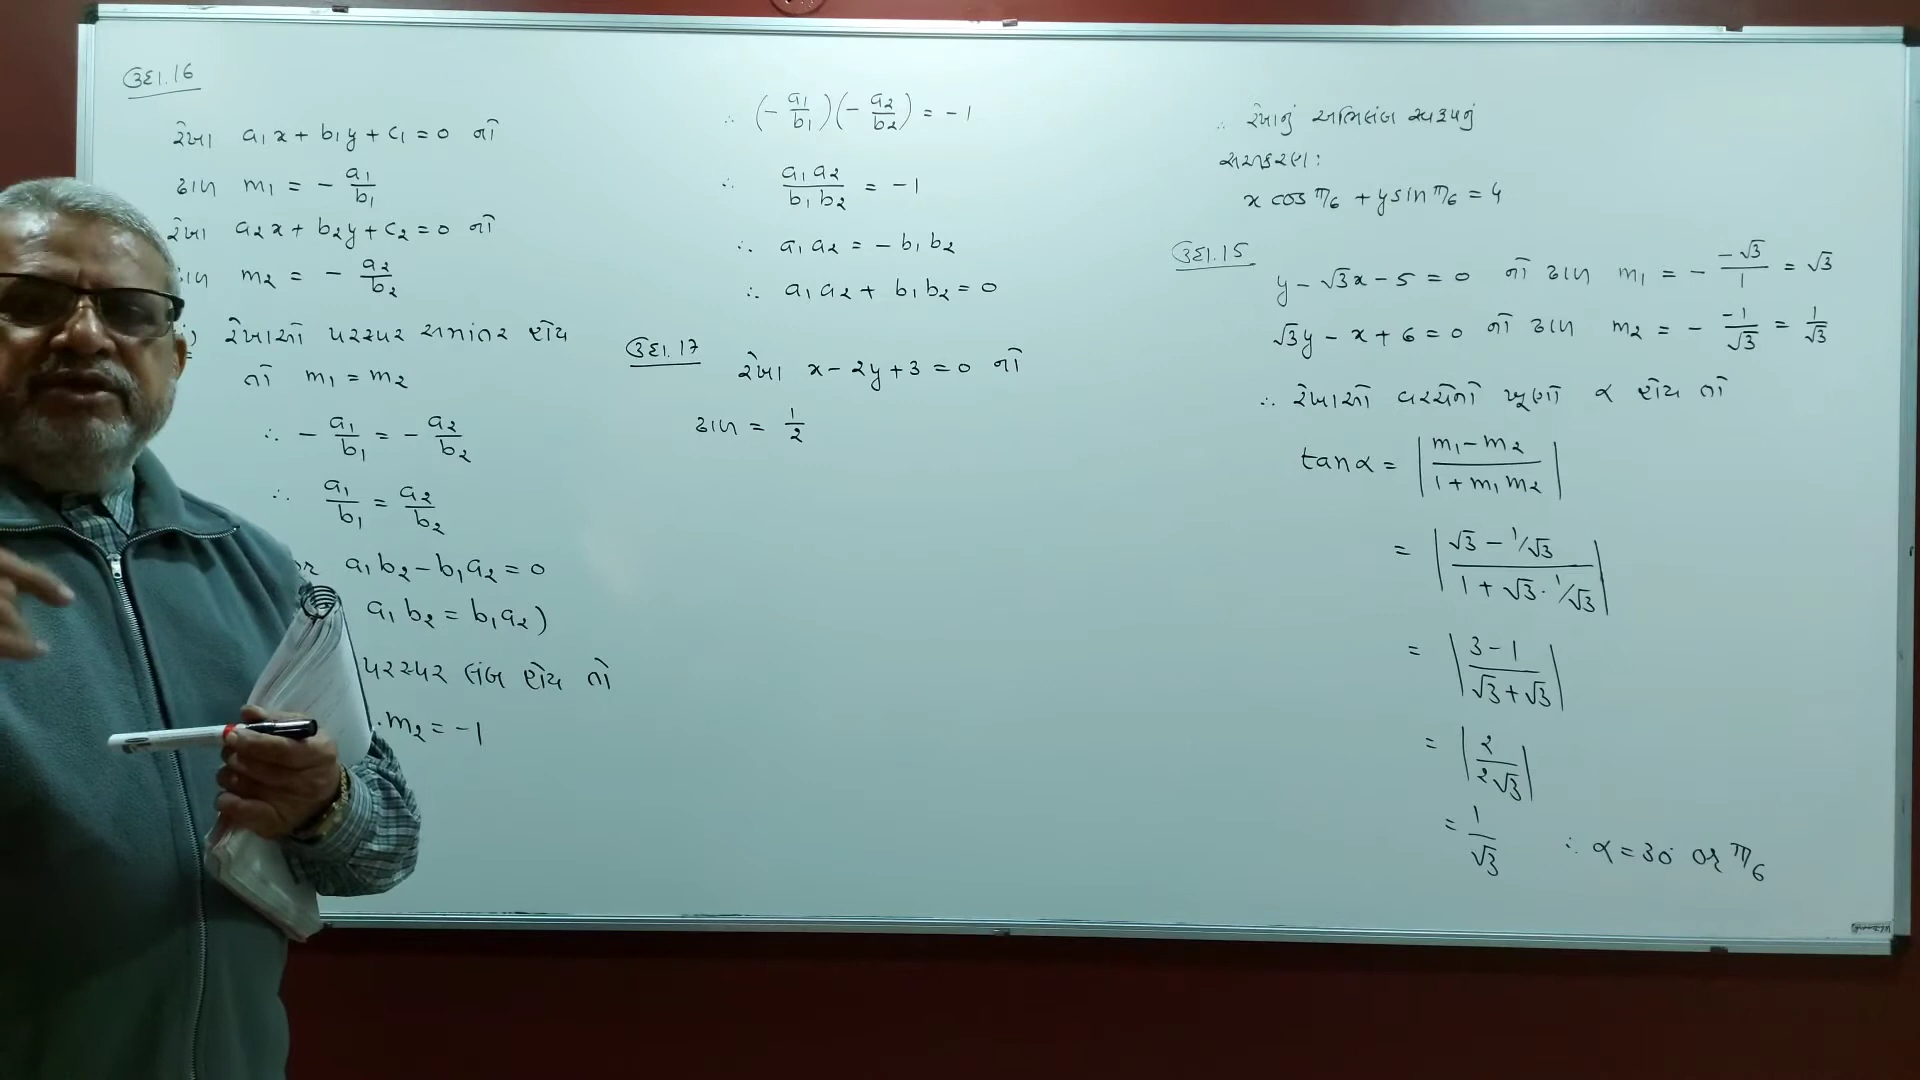 ઉદા.16
રેખા a₁x + b₁y + c₁ = 0 નો
ઢાળ m₁ = - a₁/b₁
રેખા a₂x + b₂y + c₂ = 0 નો
m₂ = - a₂/b₂
રેખાઓ પરસ્પર સમાંતર હોય
તો m₁ = m₂
∴ - a₁/b₁ = - a₂/b₂
∴ a₁/b₁ = a₂/b₂
a₁b₂ - b₁a₂ = 0
a₁b₂ = b₁a₂)
પરસ્પર લંબ હોય તો
.m₂ = -1
∴ (- a₁/b₁)(- a₂/b₂) = -1
∴ a₁a₂/b₁b₂ = -1
∴ a₁a₂ = - b₁b₂
∴ a₁a₂ + b₁b₂ = 0
ઉદા.17
રેખા x - 2y + 3 = 0 નો
ઢાળ = 1/2
∴ રેખાનું અભિલંબ સ્વરૂપનું
સમીકરણ:
x cos π/6 + y sin π/6 = 4
ઉદા.15
y - √3x - 5 = 0 નો ઢાળ m₁ = - -√3/1 = √3
√3y - x + 6 = 0 નો ઢાળ m₂ = - -1/√3 = 1/√3
∴ રેખાઓ વચ્ચેનો ખૂણો α હોય તો
tanα = |m₁ - m₂ / 1 + m₁m₂|
= |√3 - 1/√3 / 1 + √3 · 1/√3|
= |3 - 1 / √3 + √3|
= |2 / 2√3|
= 1/√3 ∴ α = 30° or π/6